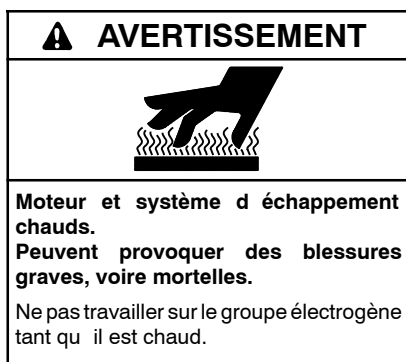 AVERTISSEMENT
Moteur et système d échappement
chauds.
Peuvent provoquer des blessures
graves, voire mortelles.
Ne pas travailler sur le groupe électrogène
tant qu il est chaud.